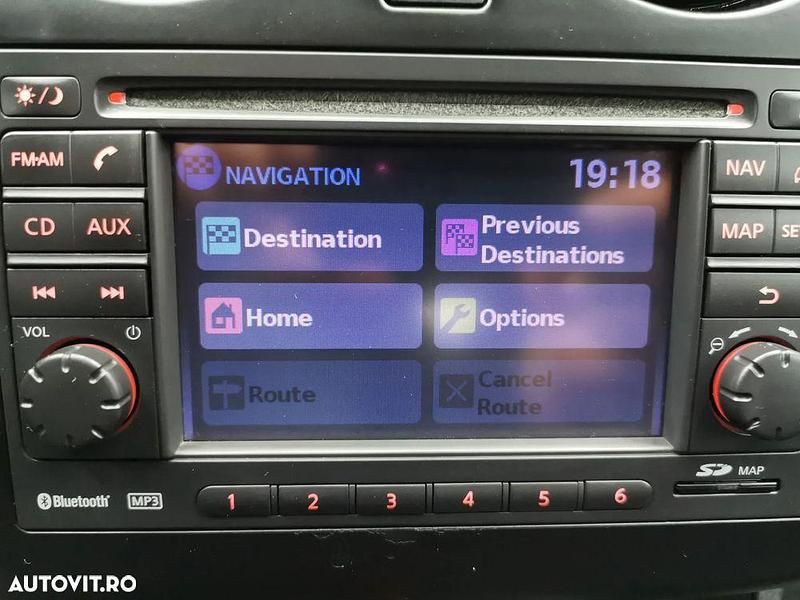 NAVIGATION 19:18
FM·AM
NAV
Destination
Previous
Destinations
CD AUX
MAP
Home
Options
VOL
Route
Cancel
Route
Bluetooth MP3
1 2 3 4 5 6
SD MAP
AUTOVIT.RO